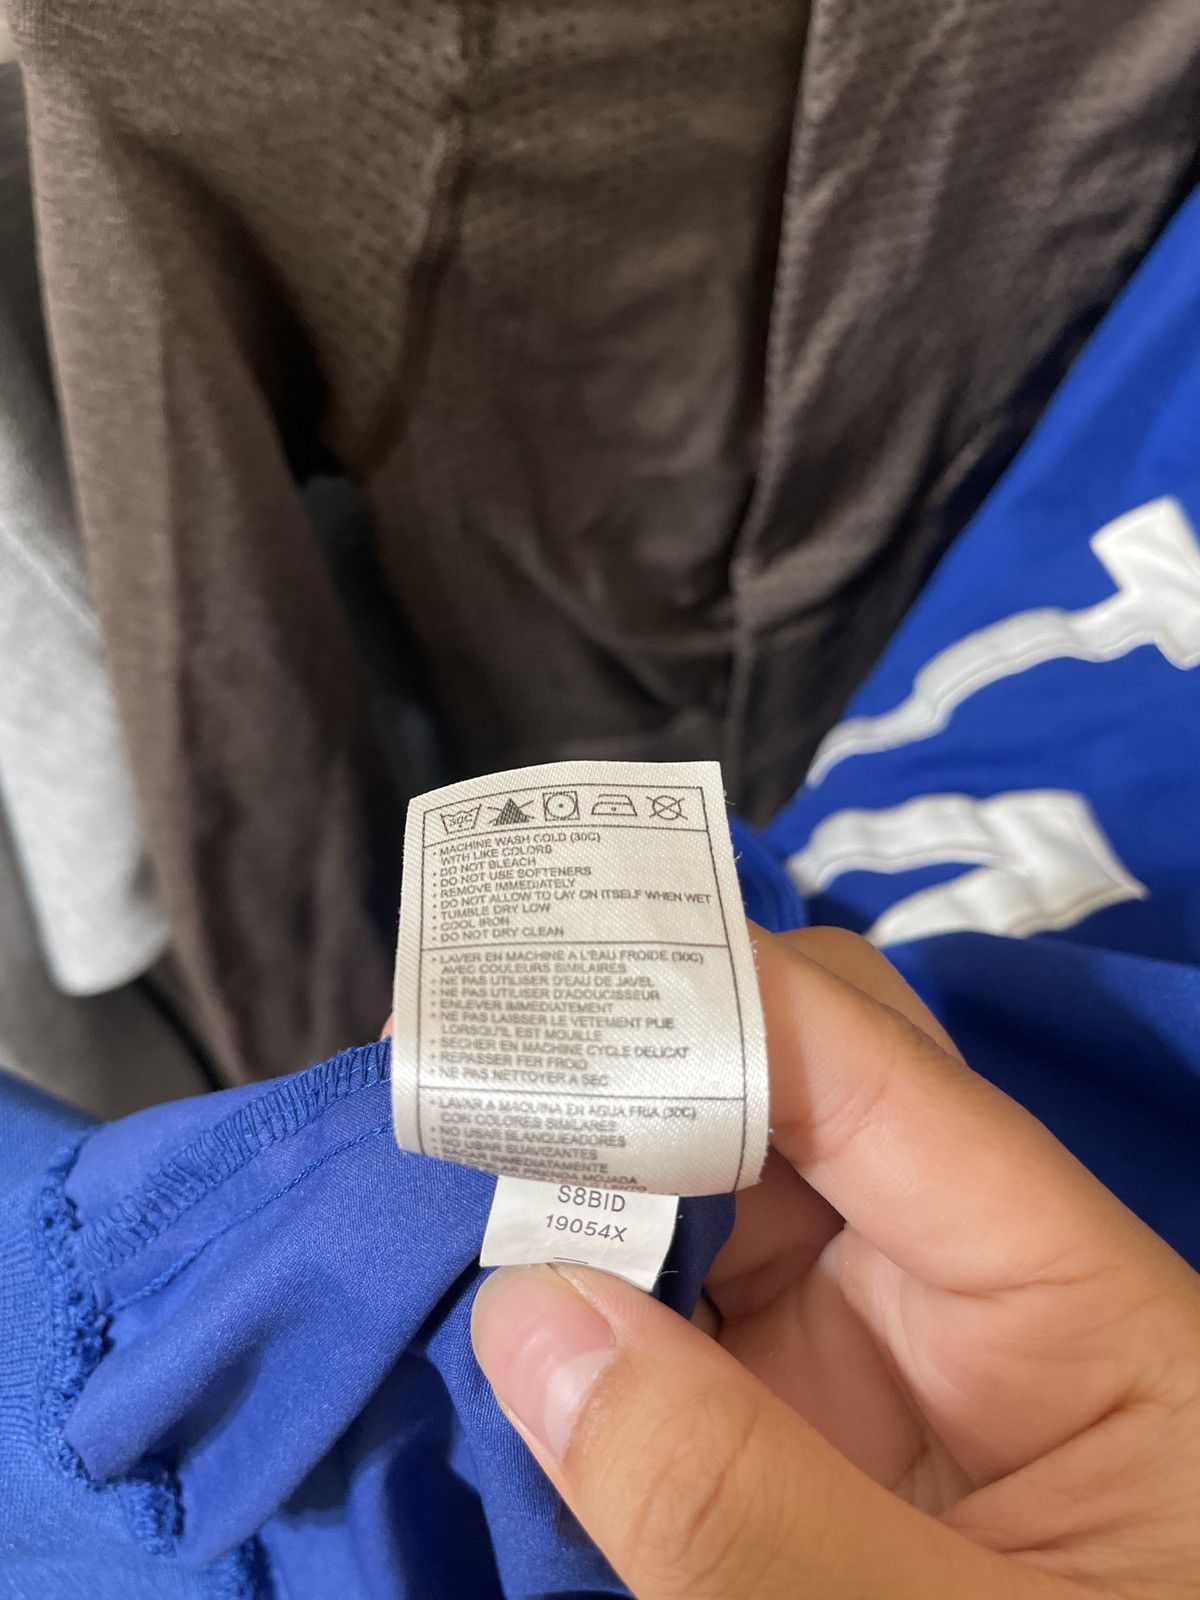 30C
• MACHINE WASH COLD (30C)
WITH LIKE COLORS
• DO NOT BLEACH
• DO NOT USE SOFTENERS
• REMOVE IMMEDIATELY
• DO NOT ALLOW TO LAY ON ITSELF WHEN WET
• TUMBLE DRY LOW
• COOL IRON
• DO NOT DRY CLEAN
• LAVER EN MACHINE A L'EAU FROIDE (30C)
AVEC COULEURS SIMILAIRES
• NE PAS UTILISER D'EAU DE JAVEL
• NE PAS UTILISER D'ADOUCISSEUR
• ENLEVER IMMEDIATEMENT
• NE PAS LAISSER LE VETEMENT PLIE
LORSQU'IL EST MOUILLE
• SECHER EN MACHINE CYCLE DELICAT
• REPASSER FER FROID
• NE PAS NETTOYER A SEC
• LAVAR A MAQUINA EN AGUA FRIA (30C)
CON COLORES SIMILARES
• NO USAR BLANQUEADORES
• NO USAR SUAVIZANTES
SACAR INMEDIATAMENTE
PRENDA MOJADA
S8BID
19054X